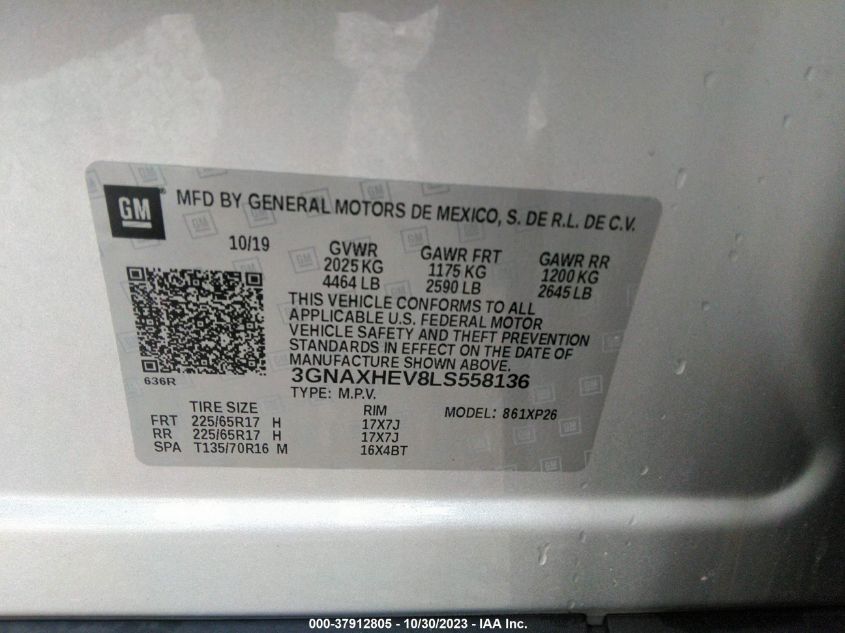 GM ® MFD BY GENERAL MOTORS DE MEXICO, S. DE R.L. DE C.V.
10/19 GVWR GAWR FRT GAWR RR
2025 KG 1175 KG 1200 KG
4464 LB 2590 LB 2645 LB
THIS VEHICLE CONFORMS TO ALL
APPLICABLE U.S. FEDERAL MOTOR
VEHICLE SAFETY AND THEFT PREVENTION
STANDARDS IN EFFECT ON THE DATE OF
MANUFACTURE SHOWN ABOVE.
636R 3GNAXHEV8LS558136
TYPE: M.P.V. MODEL: 861XP26
TIRE SIZE RIM
FRT 225/65R17 H 17X7J
RR 225/65R17 H 17X7J
SPA T135/70R16 M 16X4BT
000-37912805 - 10/30/2023 - IAA Inc.